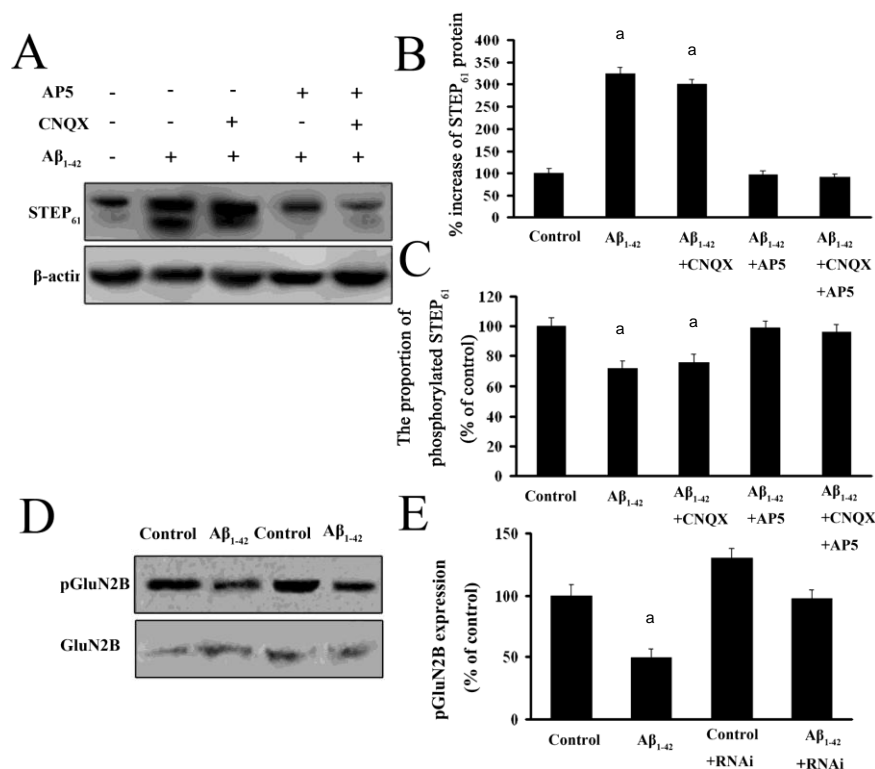 A
AP5 - - - + +
CNQX - - + - +
Aβ1-42 - + + + +
STEP61
β-actin
B
% increase of STEP61 protein
400
350
300
250
200
150
100
50
0
a
a
Control
Aβ1-42
Aβ1-42 +CNQX
Aβ1-42 +AP5
Aβ1-42 +CNQX +AP5
C
The proportion of phosphorylated STEP61 (% of control)
120
100
80
60
40
20
0
a
a
Control
Aβ1-42
Aβ1-42 +CNQX
Aβ1-42 +AP5
Aβ1-42 +CNQX +AP5
D
Control Aβ1-42 Control Aβ1-42
pGluN2B
GluN2B
E
pGluN2B expression (% of control)
150
100
50
0
a
Control
Aβ1-42
Control +RNAi
Aβ1-42 +RNAi